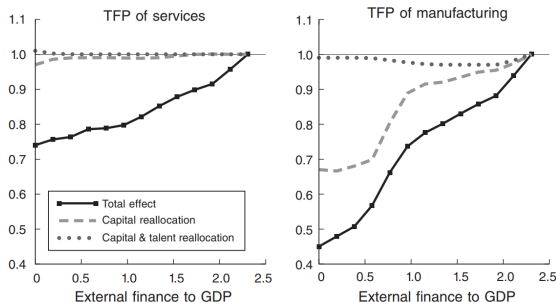 TFP of services
1.1
1.0
0.9
0.8
0.7
0.6
0.5
0.4
Total effect
Capital reallocation
Capital & talent reallocation
0 0.5 1.0 1.5 2.0 2.5
External finance to GDP
TFP of manufacturing
1.1
1.0
0.9
0.8
0.7
0.6
0.5
0.4
0 0.5 1.0 1.5 2.0 2.5
External finance to GDP